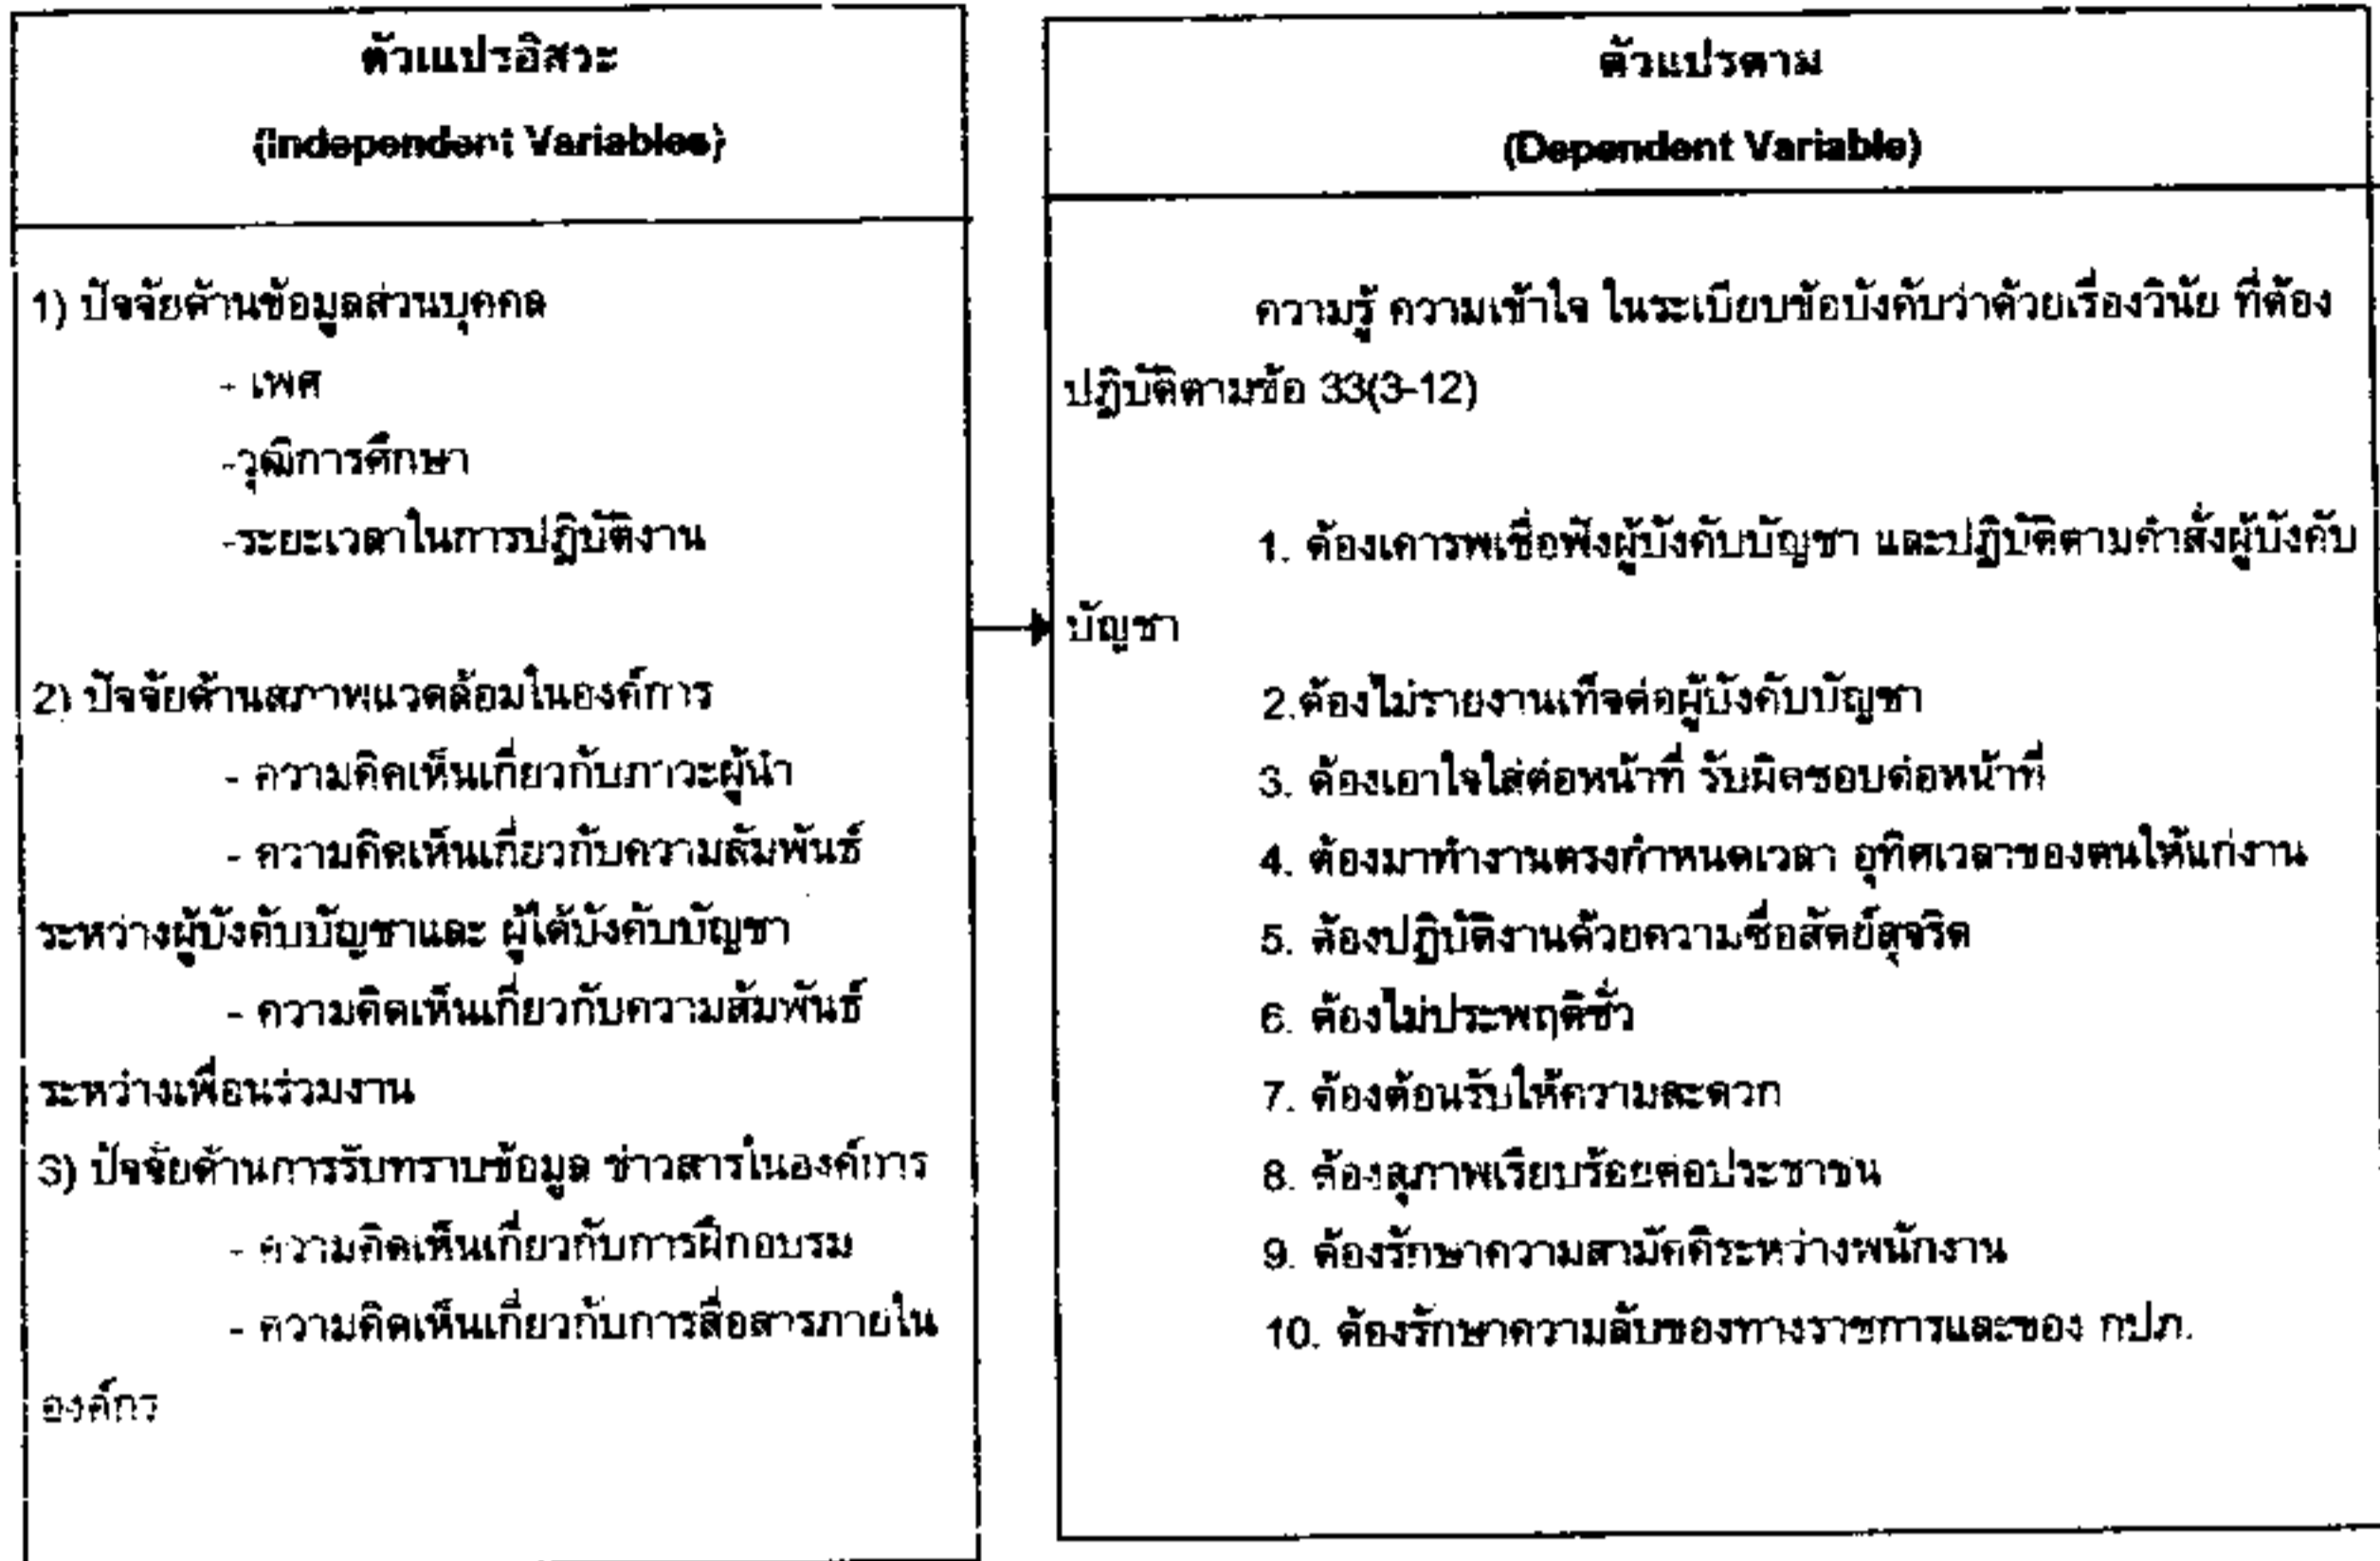 ตัวแปรอิสระ
(Independent Variables)
1) ปัจจัยด้านข้อมูลส่วนบุคคล
- เพศ
-วุฒิการศึกษา
-ระยะเวลาในการปฏิบัติงาน
2) ปัจจัยด้านสภาพแวดล้อมในองค์การ
- ความคิดเห็นเกี่ยวกับภาวะผู้นำ
- ความคิดเห็นเกี่ยวกับความสัมพันธ์
ระหว่างผู้บังคับบัญชาและ ผู้ใต้บังคับบัญชา
- ความคิดเห็นเกี่ยวกับความสัมพันธ์
ระหว่างเพื่อนร่วมงาน
3) ปัจจัยด้านการรับทราบข้อมูล ข่าวสารในองค์การ
- ความคิดเห็นเกี่ยวกับการฝึกอบรม
- ความคิดเห็นเกี่ยวกับการสื่อสารภายใน
องค์กร
ตัวแปรตาม
(Dependent Variable)
ความรู้ ความเข้าใจ ในระเบียบข้อบังคับว่าด้วยเรื่องวินัย ที่ต้อง
ปฏิบัติตามข้อ 33(3-12)
1. ต้องเคารพเชื่อฟังผู้บังคับบัญชา และปฏิบัติตามคำสั่งผู้บังคับ
บัญชา
2.ต้องไม่รายงานเท็จต่อผู้บังคับบัญชา
3. ต้องเอาใจใส่ต่อหน้าที่ รับผิดชอบต่อหน้าที่
4. ต้องมาทำงานตรงกำหนดเวลา อุทิศเวลาของตนให้แก่งาน
5. ต้องปฏิบัติงานด้วยความซื่อสัตย์สุจริต
6. ต้องไม่ประพฤติชั่ว
7. ต้องต้อนรับให้ความสะดวก
8. ต้องสุภาพเรียบร้อยต่อประชาชน
9. ต้องรักษาความสามัคคีระหว่างพนักงาน
10. ต้องรักษาความลับของทางราชการและของ กปภ.